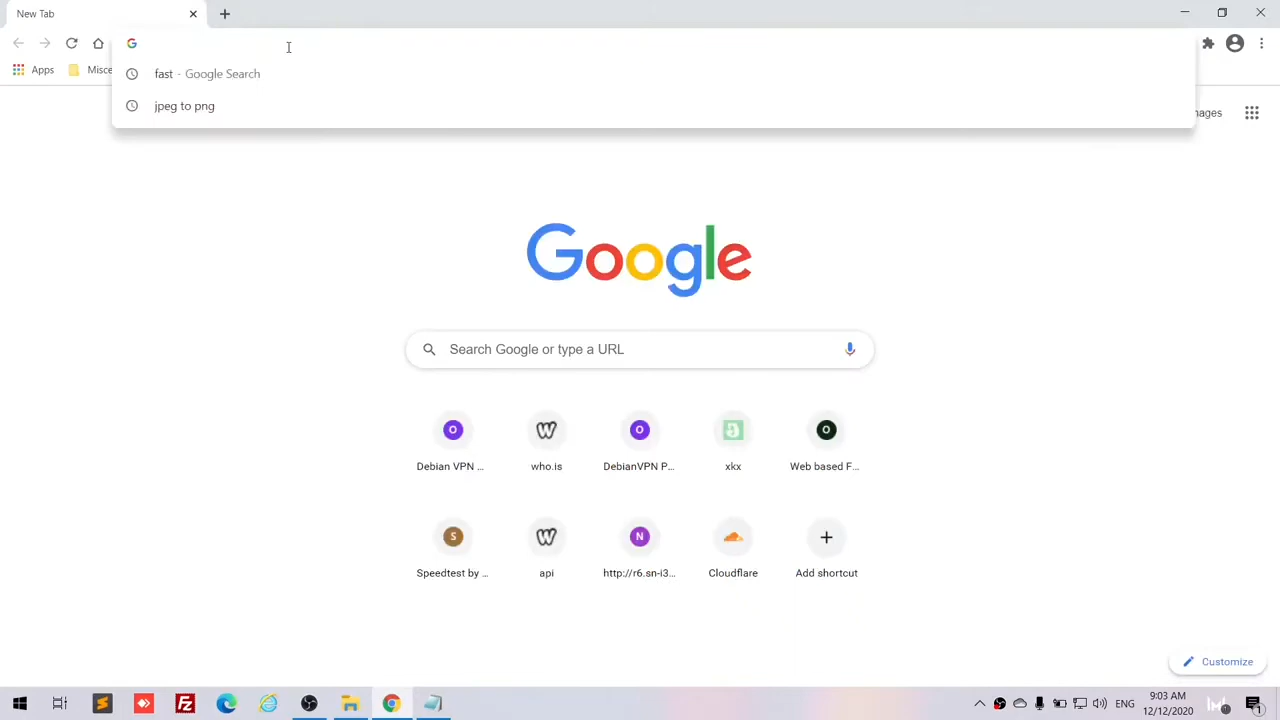 New Tab
fast - Google Search
Apps
Misce
jpeg to png
ages
Google
Search Google or type a URL
Debian VPN ...
who.is
DebianVPN P...
xkx
Web based F...
Speedtest by ...
api
http://r6.sn-i3...
Cloudflare
Add shortcut
Customize
ENG
9:03 AM
12/12/2020